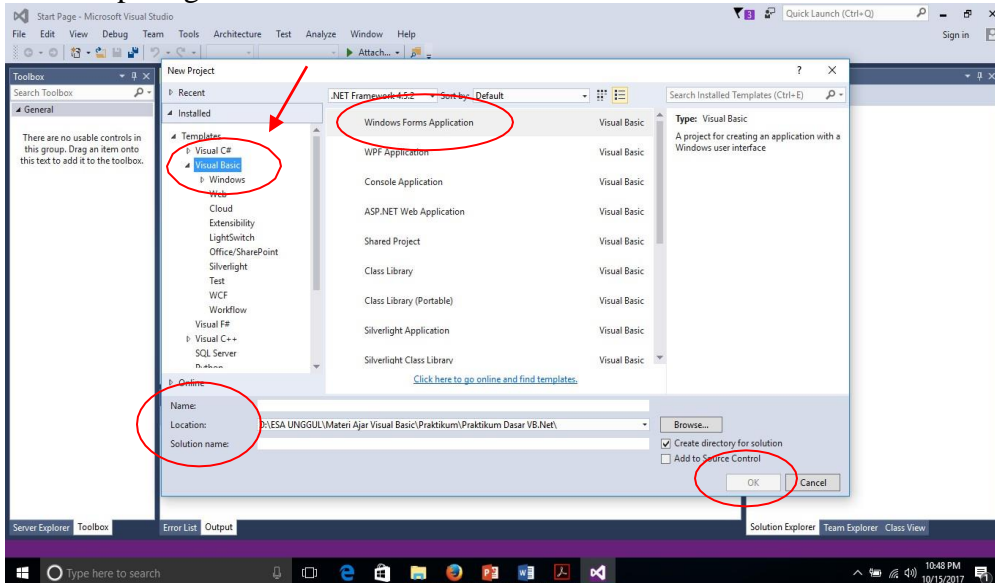 Start Page - Microsoft Visual Studio
3
Quick Launch (Ctrl+Q)
File Edit View Debug Team Tools Architecture Test Analyze Window Help
Sign in
Attach...
Toolbox
Search Toolbox
General
There are no usable controls in
this group. Drag an item onto
this text to add it to the toolbox.
New Project
?
Recent
.NET Framework 4.5.2 Sort by: Default
Search Installed Templates (Ctrl+E)
Installed
Templates
Visual C#
Visual Basic
Windows
Web
Cloud
Extensibility
LightSwitch
Office/SharePoint
Silverlight
Test
WCF
Workflow
Visual F#
Visual C++
SQL Server
Python
Online
Windows Forms Application Visual Basic
WPF Application Visual Basic
Console Application Visual Basic
ASP.NET Web Application Visual Basic
Shared Project Visual Basic
Class Library Visual Basic
Class Library (Portable) Visual Basic
Silverlight Application Visual Basic
Silverlight Class Library Visual Basic
Click here to go online and find templates.
Type: Visual Basic
A project for creating an application with a
Windows user interface
Name:
Location: D:\ESA UNGGUL\Materi Ajar Visual Basic\Praktikum\Praktikum Dasar VB.Net\
Browse...
Solution name:
Create directory for solution
Add to Source Control
OK Cancel
Server Explorer Toolbox Error List Output Solution Explorer Team Explorer Class View
Type here to search
10:48 PM
10/15/2017